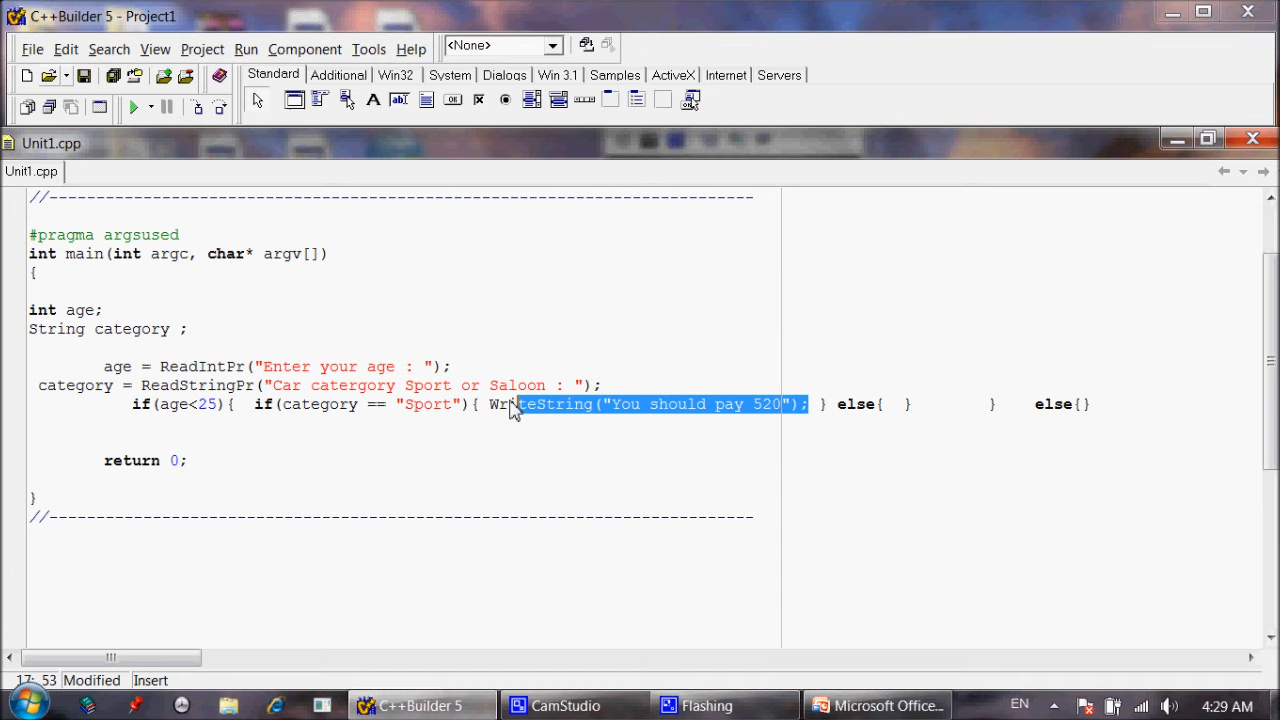 C++Builder 5 - Project1
File Edit Search View Project Run Component Tools Help <None>
Standard Additional Win32 System Dialogs Win 3.1 Samples ActiveX Internet Servers
Unit1.cpp
Unit1.cpp
//---------------------------------------------------------------------------
#pragma argsused
int main(int argc, char* argv[])
{
int age;
String category ;
age = ReadIntPr("Enter your age : ");
category = ReadStringPr("Car catergory Sport or Saloon : ");
if(age<25){ if(category == "Sport"){ WriteString("You should pay 520"); } else{ } } else{}
return 0;
}
//---------------------------------------------------------------------------
17: 53 Modified Insert
C++Builder 5 CamStudio Flashing Microsoft Office... EN 4:29 AM